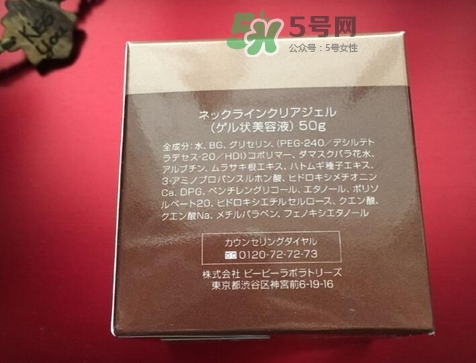 5号网
公众号：5号女性
ネックラインクリアジェル
(ゲル状美容液) 50g
全成分:水、BG、グリセリン、(PEG-240/デシルテト
ラデセス-20/HDI)コポリマー、ダマスクバラ花水、
アルブチン、ムラサキ根エキス、ハトムギ種子エキス、
3-アミノプロパンスルホン酸、ヒドロキシメチオニン
Ca、DPG、ペンチレングリコール、エタノール、ポリソ
ルベート20、ヒドロキシエチルセルロース、クエン酸、
クエン酸Na、メチルパラベン、フェノキシエタノール
カウンセリングダイヤル
0120-72-72-73
株式会社 ビービーラボラトリーズ
東京都渋谷区神宮前6-19-16